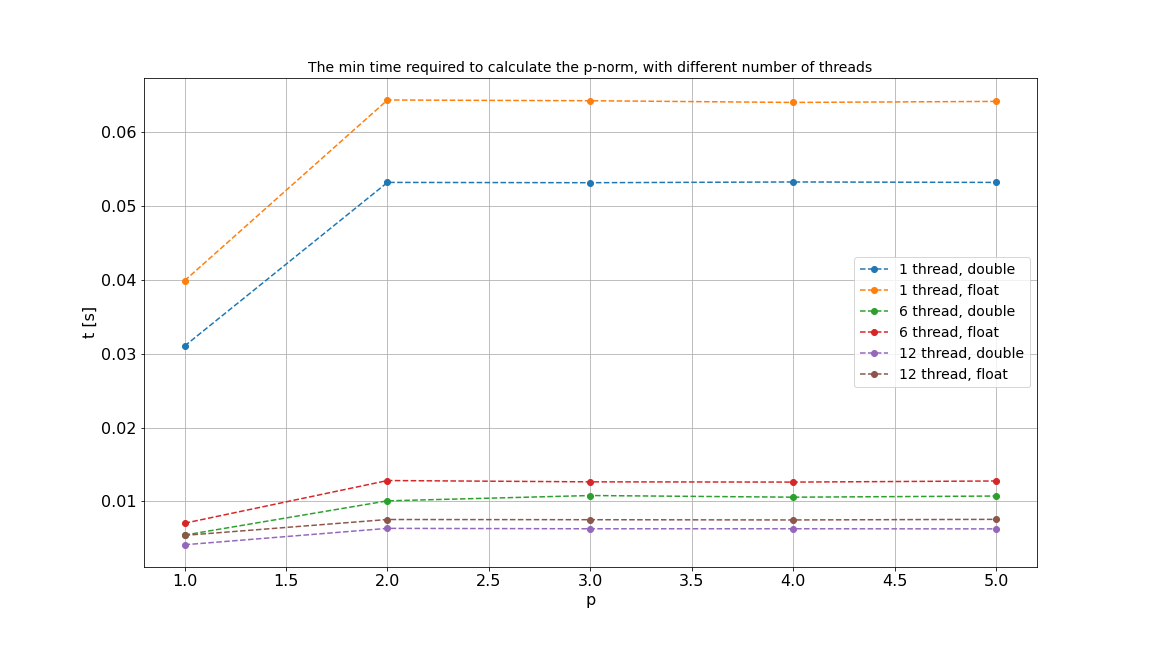 The min time required to calculate the p-norm, with different number of threads
0.06
0.05
0.04
0.03
0.02
0.01
t [s]
1 thread, double
1 thread, float
6 thread, double
6 thread, float
12 thread, double
12 thread, float
1.0 1.5 2.0 2.5 3.0 3.5 4.0 4.5 5.0
p